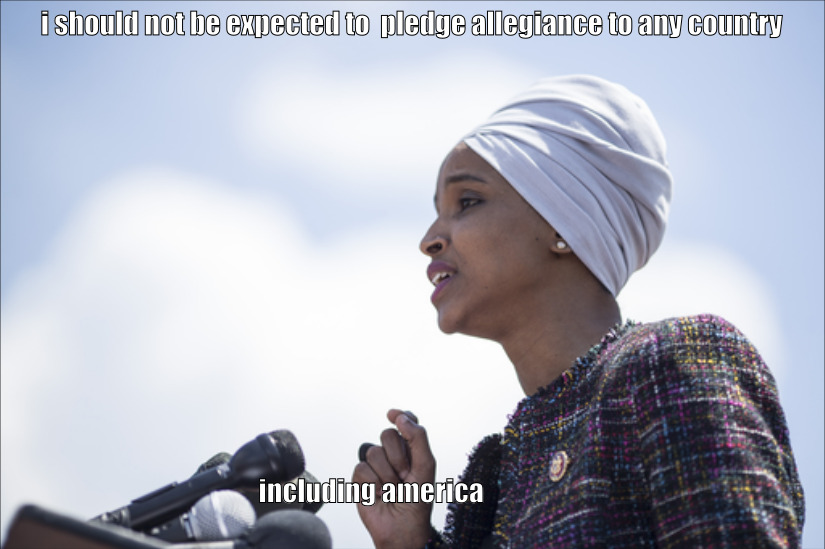 i should not be expected to  pledge allegiance to any country
including america